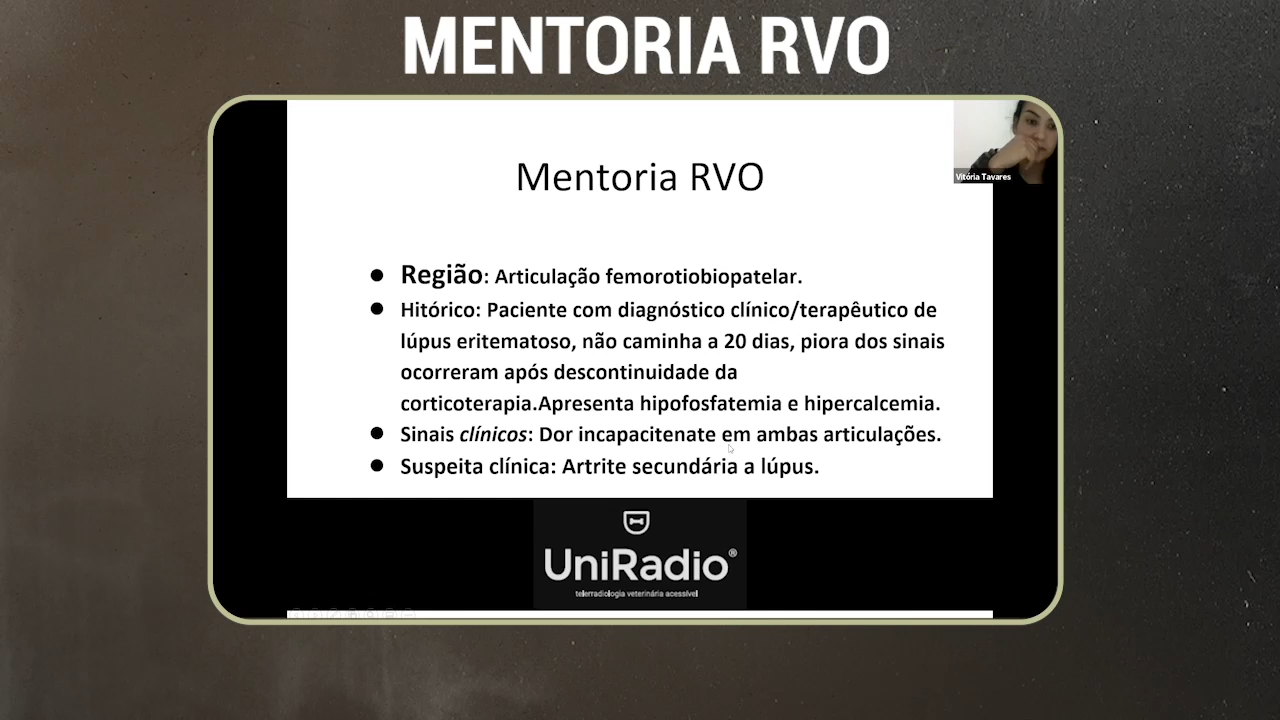 MENTORIA RVO
Mentoria RVO
Vitória Tavares
● Região: Articulação femorotiobiopatelar.
● Hitórico: Paciente com diagnóstico clínico/terapêutico de
lúpus eritematoso, não caminha a 20 dias, piora dos sinais
ocorreram após descontinuidade da
corticoterapia.Apresenta hipofosfatemia e hipercalcemia.
● Sinais clínicos: Dor incapacitenate em ambas articulações.
● Suspeita clínica: Artrite secundária a lúpus.
UniRadio®
telerradiologia veterinária acessível